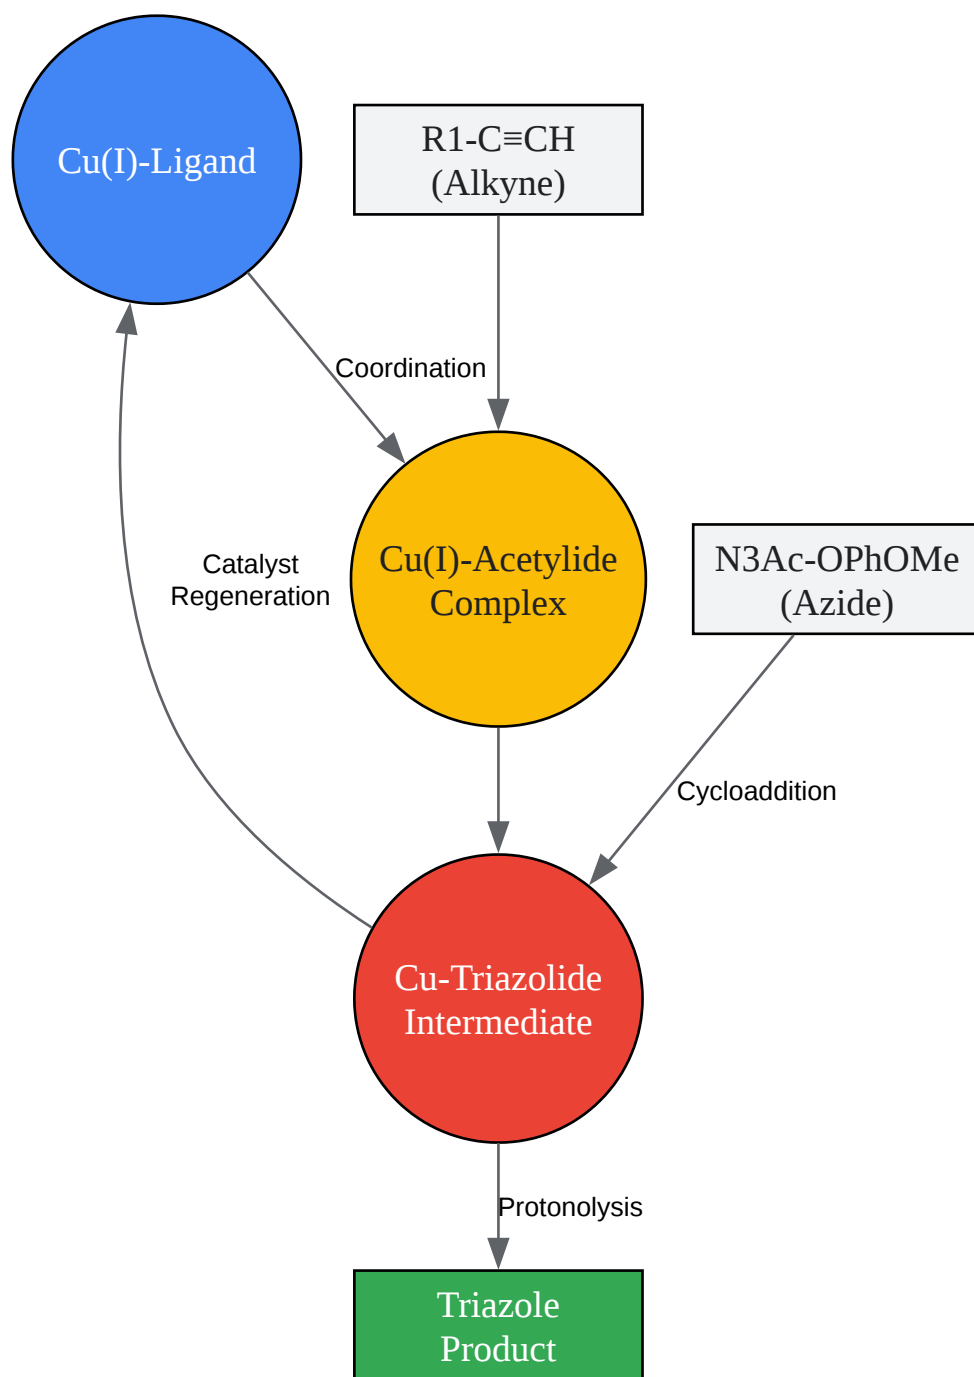 Cu(I)-Ligand
R1-C≡CH
(Alkyne)
Coordination
Cu(I)-Acetylide
Complex
N3Ac-OPhOMe
(Azide)
Catalyst
Regeneration
Cycloaddition
Cu-Triazolide
Intermediate
Protonolysis
Triazole
Product